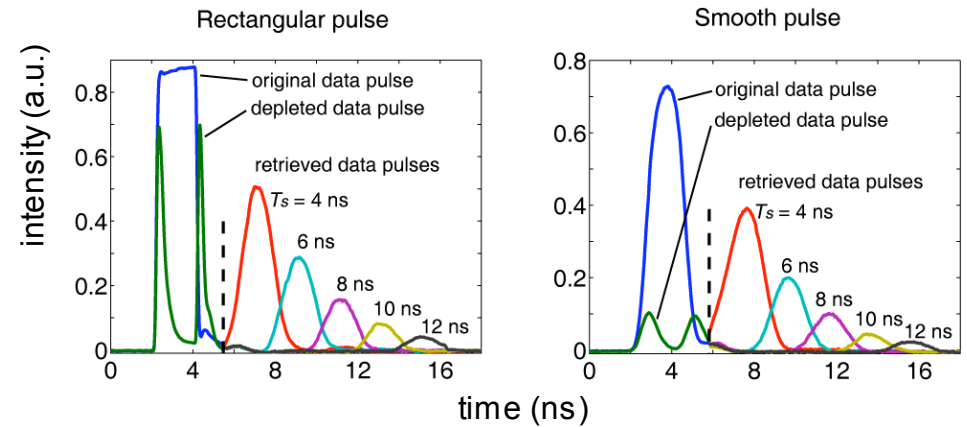 Rectangular pulse
Smooth pulse
intensity (a.u.)
0.8
0.6
0.4
0.2
0
original data pulse
depleted data pulse
retrieved data pulses
Ts = 4 ns
6 ns
8 ns
10 ns
12 ns
0 4 8 12 16
0.8
0.6
0.4
0.2
0
original data pulse
depleted data pulse
retrieved data pulses
Ts = 4 ns
6 ns
8 ns
10 ns
12 ns
0 4 8 12 16
time (ns)